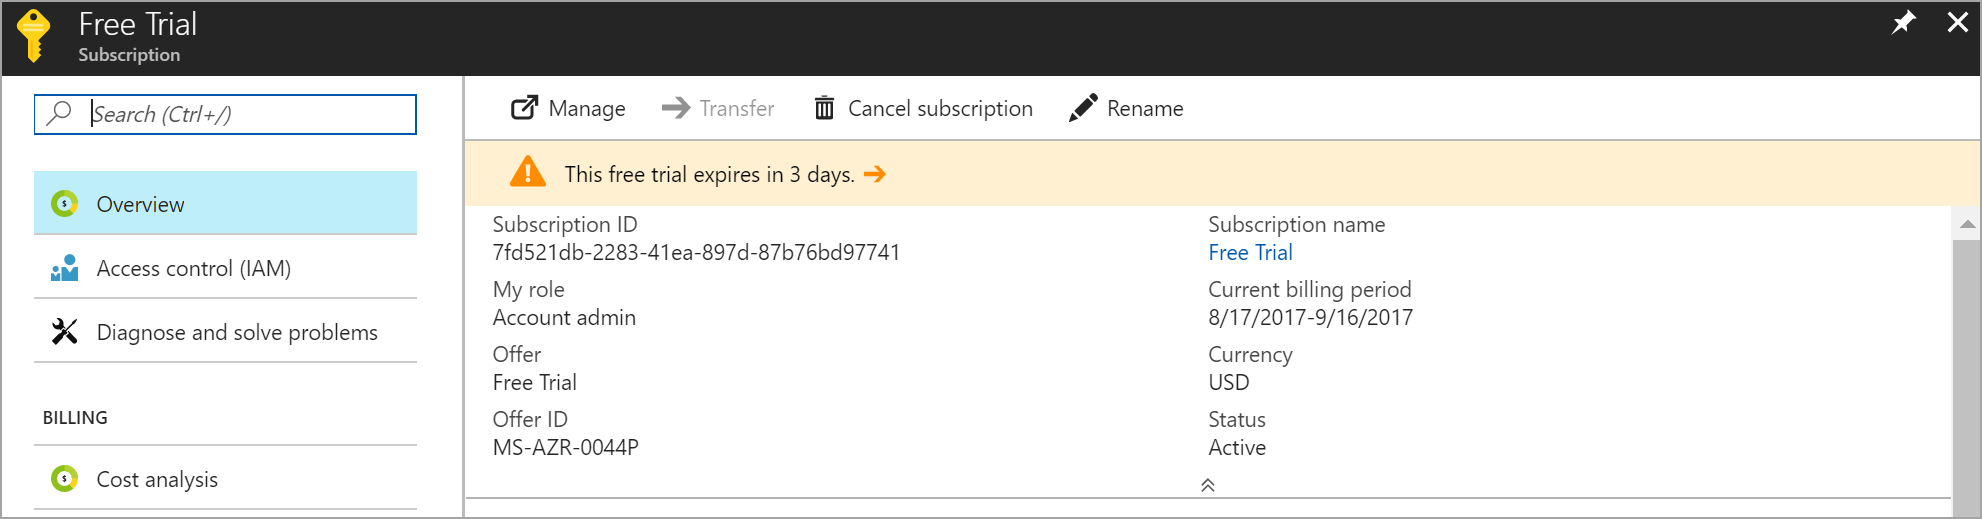 Free Trial
Subscription
Search (Ctrl+/)
Overview
Access control (IAM)
Diagnose and solve problems
BILLING
Cost analysis
Manage
Transfer
Cancel subscription
Rename
This free trial expires in 3 days.
Subscription ID
7fd521db-2283-41ea-897d-87b76bd97741
My role
Account admin
Offer
Free Trial
Offer ID
MS-AZR-0044P
Subscription name
Free Trial
Current billing period
8/17/2017-9/16/2017
Currency
USD
Status
Active